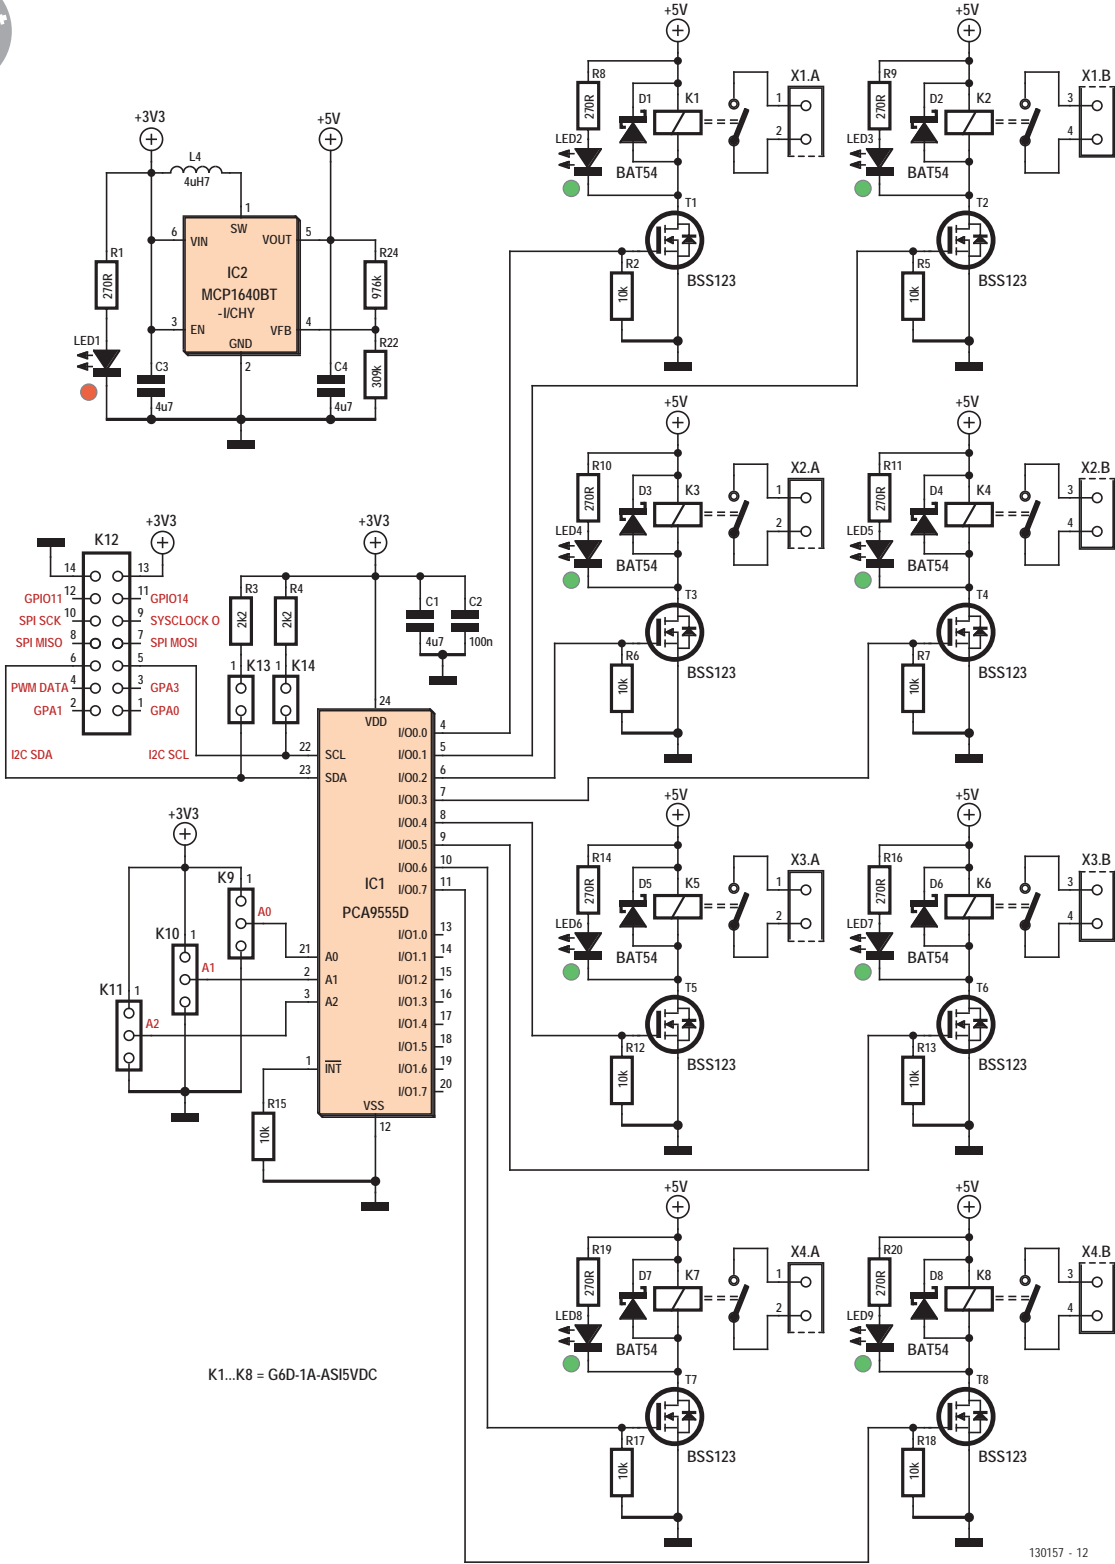 +5V
+5V
R8
270R
D1
K1
LED2
BAT54
X1.A
1
2
T1
R2
10k
BSS123
R9
270R
D2
K2
LED3
BAT54
X1.B
3
4
T2
R5
10k
BSS123
+3V3
+5V
L4
4uH7
1
SW
6
VIN
VOUT
5
R1
270R
IC2
MCP1640BT
-I/CHY
R24
976k
3
EN
VFB
4
GND
2
LED1
C3
4u7
C4
4u7
R22
309k
+5V
+5V
R10
270R
D3
K3
LED4
BAT54
X2.A
1
2
T3
R6
10k
BSS123
R11
270R
D4
K4
LED5
BAT54
X2.B
3
4
T4
R7
10k
BSS123
+3V3
K12
14
13
GPIO11
12
11
GPIO14
SPI SCK
10
9
SYSCLOCK O
SPI MISO
8
7
SPI MOSI
6
5
PWM DATA
4
3
GPA3
GPA1
2
1
GPA0
I2C SDA
I2C SCL
+3V3
R3
2k2
R4
2k2
C1
4u7
C2
100n
1
K13
1
K14
24
VDD
22
SCL
23
SDA
I/O0.0
4
I/O0.1
5
I/O0.2
6
I/O0.3
7
I/O0.4
8
I/O0.5
9
I/O0.6
10
I/O0.7
11
IC1
PCA9555D
I/O1.0
13
I/O1.1
14
I/O1.2
15
I/O1.3
16
I/O1.4
17
I/O1.5
18
I/O1.6
19
I/O1.7
20
21
A0
2
A1
3
A2
1
INT
VSS
12
R15
10k
+3V3
K9
1
A0
K10
1
A1
K11
1
A2
+5V
+5V
R14
270R
D5
K5
LED6
BAT54
X3.A
1
2
T5
R12
10k
BSS123
R16
270R
D6
K6
LED7
BAT54
X3.B
3
4
T6
R13
10k
BSS123
+5V
+5V
R19
270R
D7
K7
LED8
BAT54
X4.A
1
2
T7
R17
10k
BSS123
R20
270R
D8
K8
LED9
BAT54
X4.B
3
4
T8
R18
10k
BSS123
K1...K8 = G6D-1A-ASI5VDC
130157 - 12